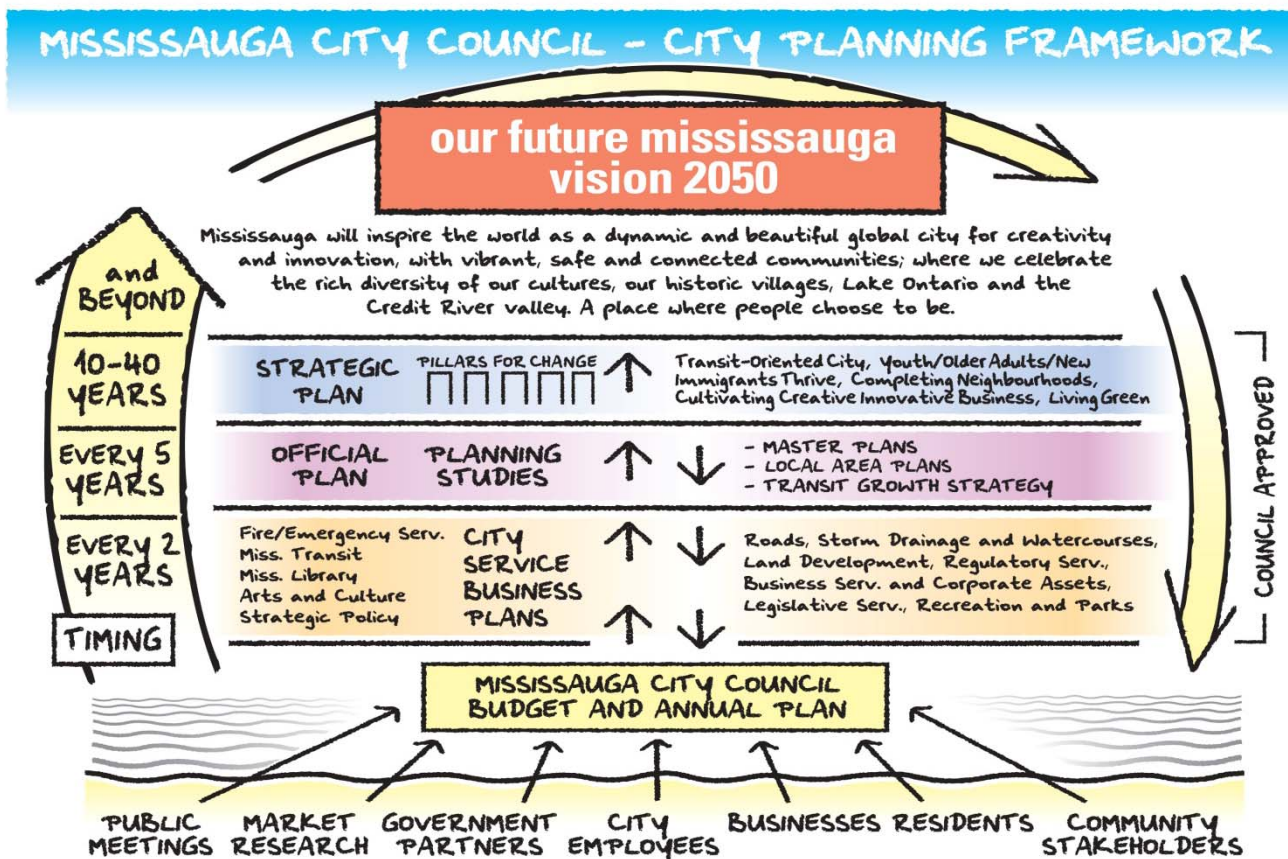 MISSISSAUGA CITY COUNCIL - CITY PLANNING FRAMEWORK
our future mississauga
vision 2050
Mississauga will inspire the world as a dynamic and beautiful global city for creativity
and innovation, with vibrant, safe and connected communities; where we celebrate
the rich diversity of our cultures, our historic villages, Lake Ontario and the
Credit River valley. A place where people choose to be.
and
BEYOND
10-40
YEARS
STRATEGIC
PLAN
PILLARS FOR CHANGE
Transit-Oriented City, Youth/Older Adults/New
Immigrants Thrive, Completing Neighbourhoods,
Cultivating Creative Innovative Business, Living Green
EVERY 5
YEARS
OFFICIAL
PLAN
PLANNING
STUDIES
- MASTER PLANS
- LOCAL AREA PLANS
- TRANSIT GROWTH STRATEGY
EVERY 2
YEARS
Fire/Emergency Serv.
Miss. Transit
Miss. Library
Arts and Culture
Strategic Policy
CITY
SERVICE
BUSINESS
PLANS
Roads, Storm Drainage and Watercourses,
Land Development, Regulatory Serv.,
Business Serv. and Corporate Assets,
Legislative Serv., Recreation and Parks
COUNCIL APPROVED
TIMING
MISSISSAUGA CITY COUNCIL
BUDGET AND ANNUAL PLAN
PUBLIC
MEETINGS
MARKET
RESEARCH
GOVERNMENT
PARTNERS
CITY
EMPLOYEES
BUSINESSES
RESIDENTS
COMMUNITY
STAKEHOLDERS